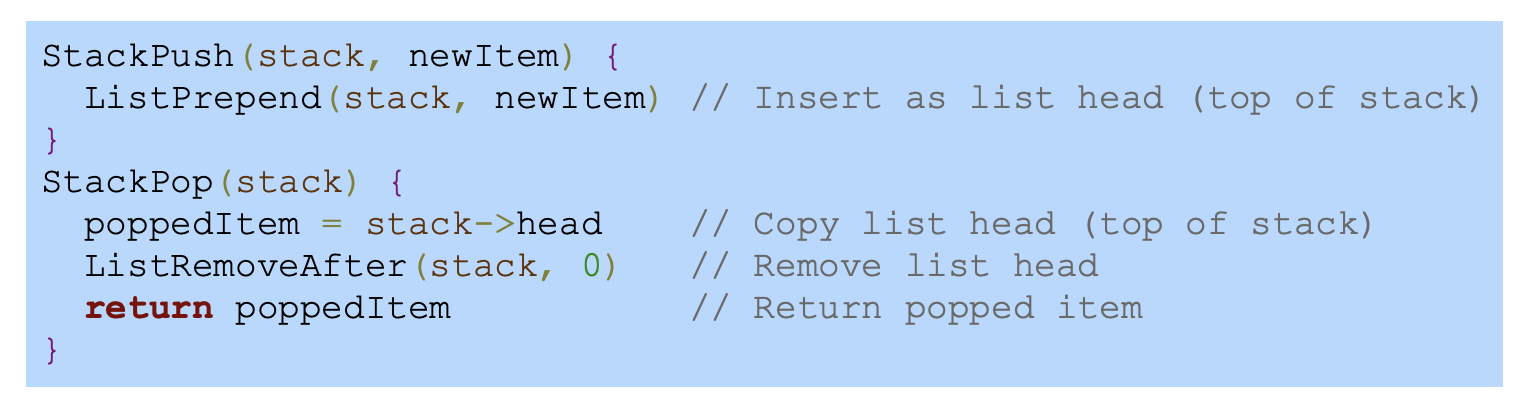 StackPush(stack, newItem) {
  ListPrepend(stack, newItem) // Insert as list head (top of stack)
}
StackPop(stack) {
  poppedItem = stack->head    // Copy list head (top of stack)
  ListRemoveAfter(stack, 0)   // Remove list head
  return poppedItem           // Return popped item
}